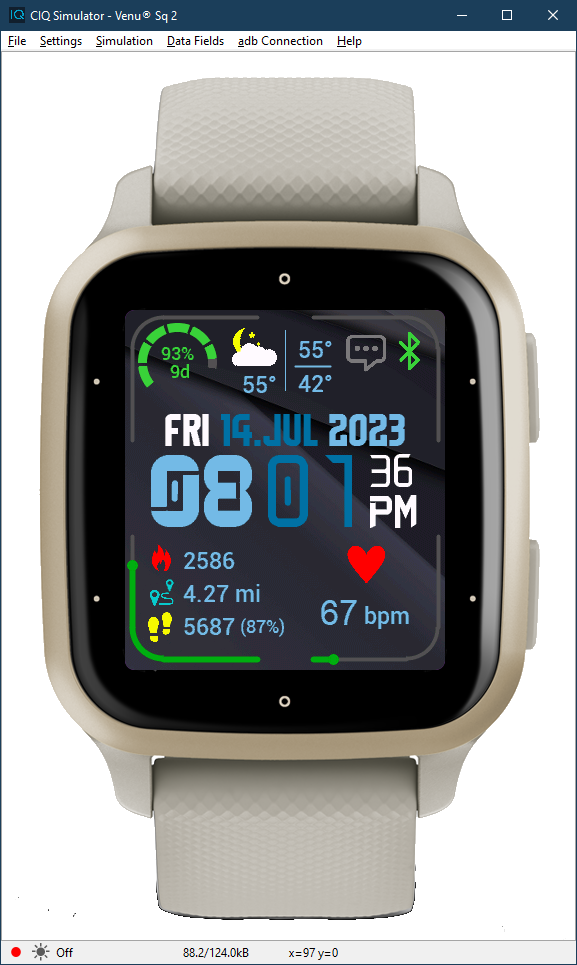 CIQ Simulator - Venu® Sq 2
File Settings Simulation Data Fields adb Connection Help
93%
9d
55°
55°
42°
FRI 14.JUL 2023
08 01 36
PM
2586
4.27 mi
5687 (87%)
67 bpm
Off 88.2/124.0kB x=97 y=0